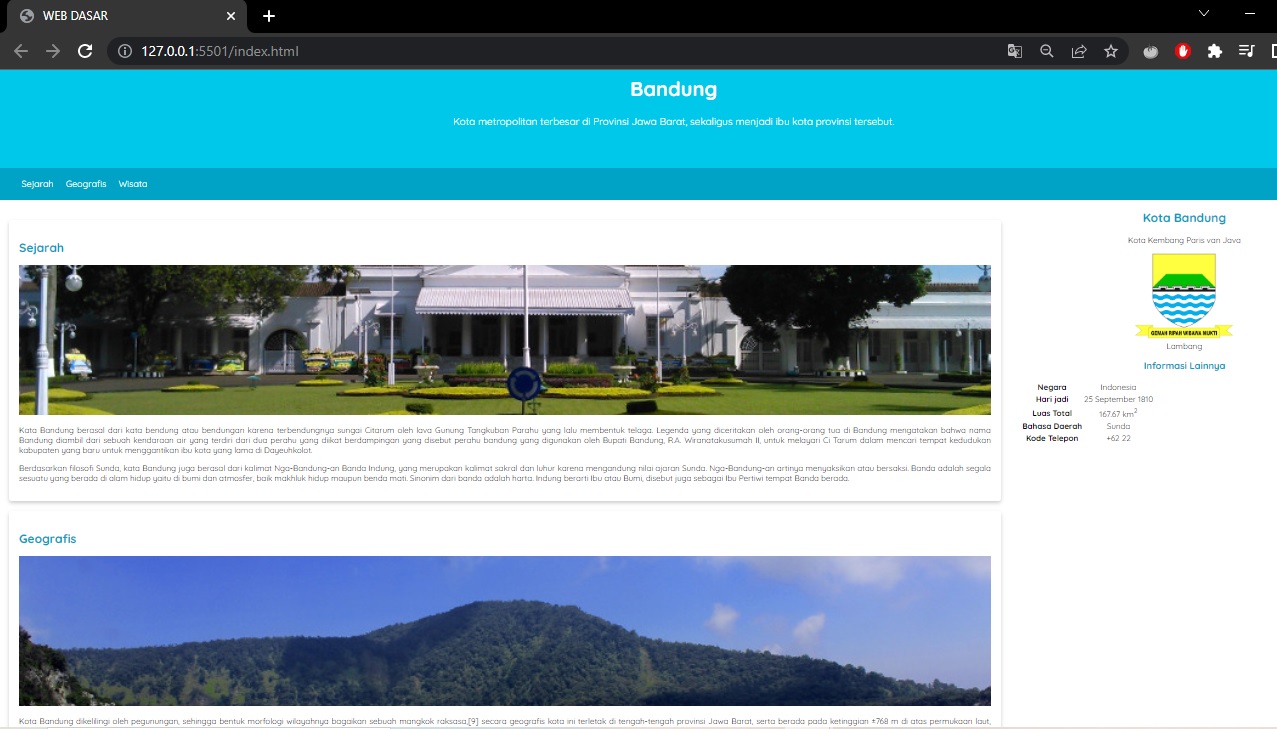 WEB DASAR
127.0.0.1:5501/index.html
Bandung
Kota metropolitan terbesar di Provinsi Jawa Barat, sekaligus menjadi ibu kota provinsi tersebut.
Sejarah Geografis Wisata
Sejarah
Kota Bandung berasal dari kata bendung atau bendungan karena terbendungnya sungai Citarum oleh lava Gunung Tangkuban Parahu yang lalu membentuk telaga. Legenda yang diceritakan oleh orang-orang tua di Bandung mengatakan bahwa nama
Bandung diambil dari sebuah kendaraan air yang terdiri dari dua perahu yang diikat berdampingan yang disebut perahu bandung yang digunakan oleh Bupati Bandung, R.A. Wiranatakusumah II, untuk melayari Ci Tarum dalam mencari tempat kedudukan
kabupaten yang baru untuk menggantikan ibu kota yang lama di Dayeuhkolot.
Berdasarkan filosofi Sunda, kata Bandung juga berasal dari kalimat Nga-Bandung-an Banda Indung, yang merupakan kalimat sakral dan luhur karena mengandung nilai ajaran Sunda. Nga-Bandung-an artinya menyaksikan atau bersaksi. Banda adalah segala
sesuatu yang berada di alam hidup yaitu di bumi dan atmosfer, baik makhluk hidup maupun benda mati. Sinonim dari banda adalah harta. Indung berarti Ibu atau Bumi, disebut juga sebagai Ibu Pertiwi tempat Banda berada.
Geografis
Kota Bandung dikelilingi oleh pegunungan, sehingga bentuk morfologi wilayahnya bagaikan sebuah mangkok raksasa,[9] secara geografis kota ini terletak di tengah-tengah provinsi Jawa Barat, serta berada pada ketinggian ±768 m di atas permukaan laut,
Kota Bandung
Kota Kembang Paris van Java
GEMAH RIPAH WIBAWA MUKTI
Lambang
Informasi Lainnya
Negara Indonesia
Hari jadi 25 September 1810
Luas Total 167.67 km²
Bahasa Daerah Sunda
Kode Telepon +62 22